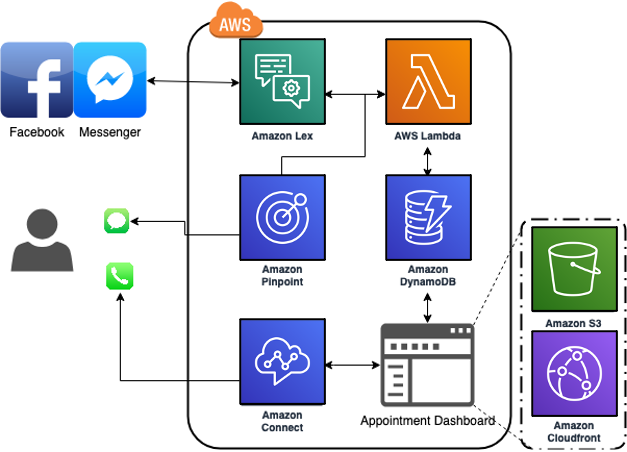 AWS
Facebook
Messenger
Amazon Lex
AWS Lambda
Amazon
Pinpoint
Amazon
DynamoDB
Amazon S3
Amazon
Connect
Appointment Dashboard
Amazon
Cloudfront